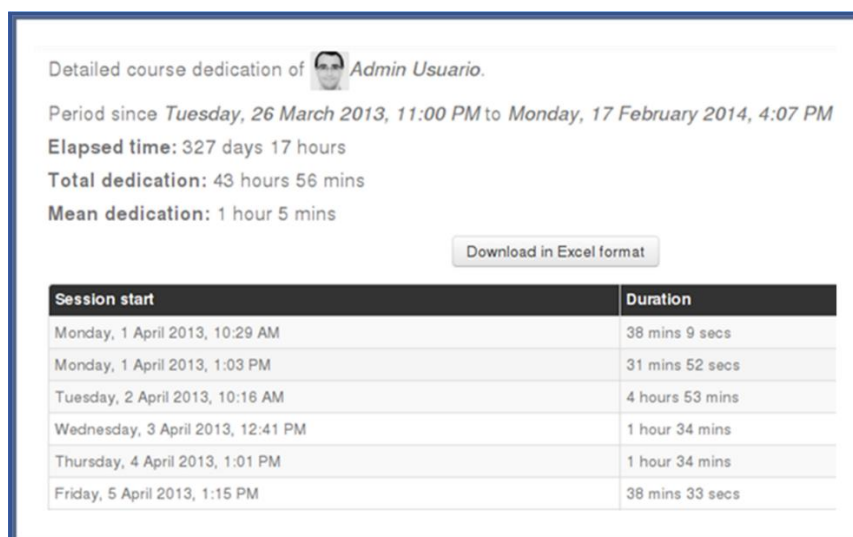 Detailed course dedication of Admin Usuario.
Period since Tuesday, 26 March 2013, 11:00 PM to Monday, 17 February 2014, 4:07 PM
Elapsed time: 327 days 17 hours
Total dedication: 43 hours 56 mins
Mean dedication: 1 hour 5 mins
Download in Excel format
Session start Duration
Monday, 1 April 2013, 10:29 AM 38 mins 9 secs
Monday, 1 April 2013, 1:03 PM 31 mins 52 secs
Tuesday, 2 April 2013, 10:16 AM 4 hours 53 mins
Wednesday, 3 April 2013, 12:41 PM 1 hour 34 mins
Thursday, 4 April 2013, 1:01 PM 1 hour 34 mins
Friday, 5 April 2013, 1:15 PM 38 mins 33 secs